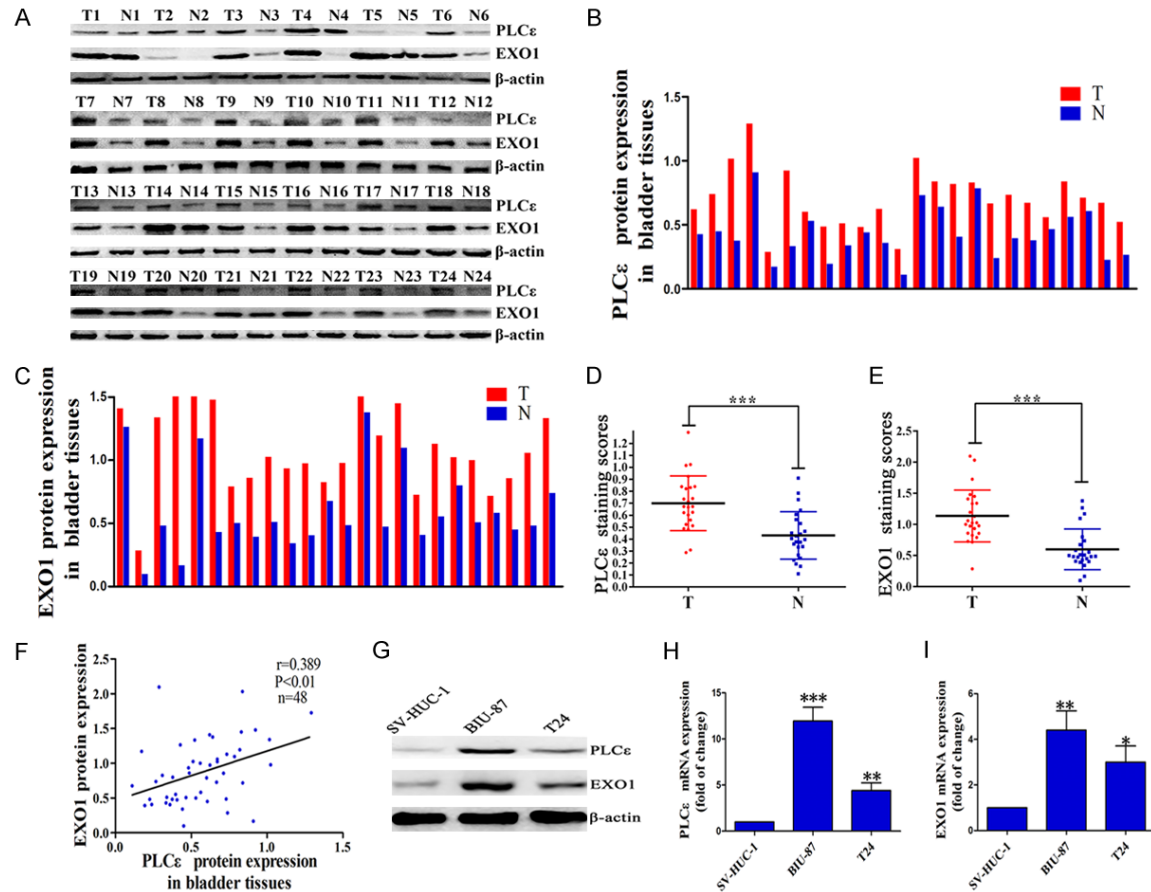 A
T1 N1 T2 N2 T3 N3 T4 N4 T5 N5 T6 N6
PLCε
EXO1
β-actin
T7 N7 T8 N8 T9 N9 T10 N10 T11 N11 T12 N12
PLCε
EXO1
β-actin
T13 N13 T14 N14 T15 N15 T16 N16 T17 N17 T18 N18
PLCε
EXO1
β-actin
T19 N19 T20 N20 T21 N21 T22 N22 T23 N23 T24 N24
PLCε
EXO1
β-actin
B
PLCε protein expression
in bladder tissues
1.5
1.0
0.5
0.0
T
N
C
EXO1 protein expression
in bladder tissues
1.5
1.0
0.5
0.0
T
N
D
PLCε staining scores
1.2
1.1
1.0
0.9
0.8
0.7
0.6
0.5
0.4
0.3
0.2
0.1
0.0
***
T N
E
EXO1 staining scores
2.5
2.0
1.5
1.0
0.5
0.0
***
T N
F
EXO1 protein expression
2.5
2.0
1.5
1.0
0.5
0.0
r=0.389
P<0.01
n=48
0.0 0.5 1.0 1.5
PLCε protein expression
in bladder tissues
G
SV-HUC-1 BIU-87 T24
PLCε
EXO1
β-actin
H
PLCε mRNA expression
(fold of change)
15
10
5
0
***
**
SV-HUC-1 BIU-87 T24
I
EXO1 mRNA expression
(fold of change)
6
4
2
0
**
*
SV-HUC-1 BIU-87 T24